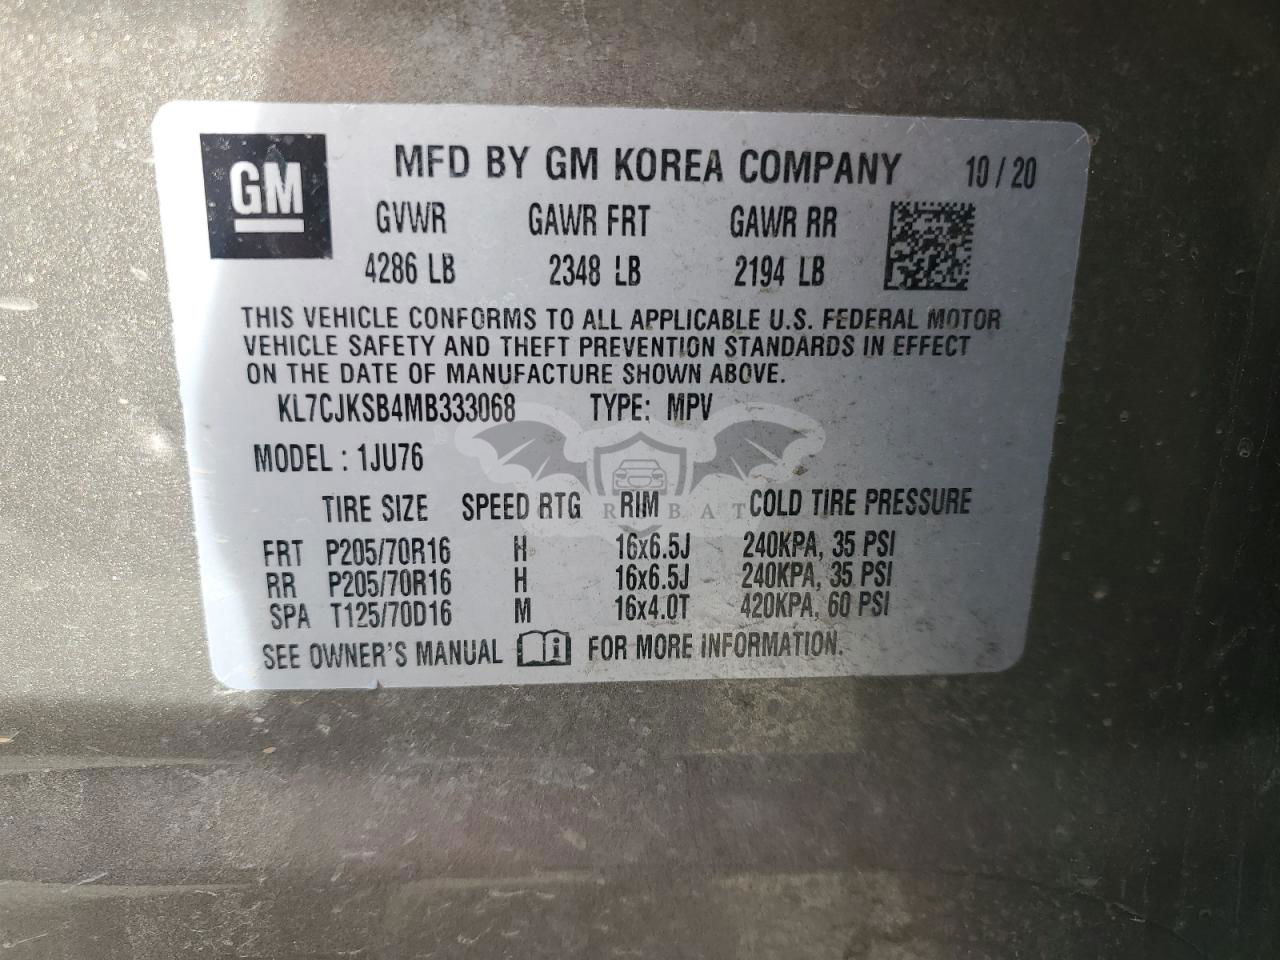 GM
MFD BY GM KOREA COMPANY 10 / 20
GVWR GAWR FRT GAWR RR
4286 LB 2348 LB 2194 LB
THIS VEHICLE CONFORMS TO ALL APPLICABLE U.S. FEDERAL MOTOR
VEHICLE SAFETY AND THEFT PREVENTION STANDARDS IN EFFECT
ON THE DATE OF MANUFACTURE SHOWN ABOVE.
KL7CJKSB4MB333068 TYPE: MPV
MODEL : 1JU76
TIRE SIZE SPEED RTG RIM COLD TIRE PRESSURE
FRT P205/70R16 H 16x6.5J 240KPA, 35 PSI
RR P205/70R16 H 16x6.5J 240KPA, 35 PSI
SPA T125/70D16 M 16x4.0T 420KPA, 60 PSI
SEE OWNER'S MANUAL FOR MORE INFORMATION.